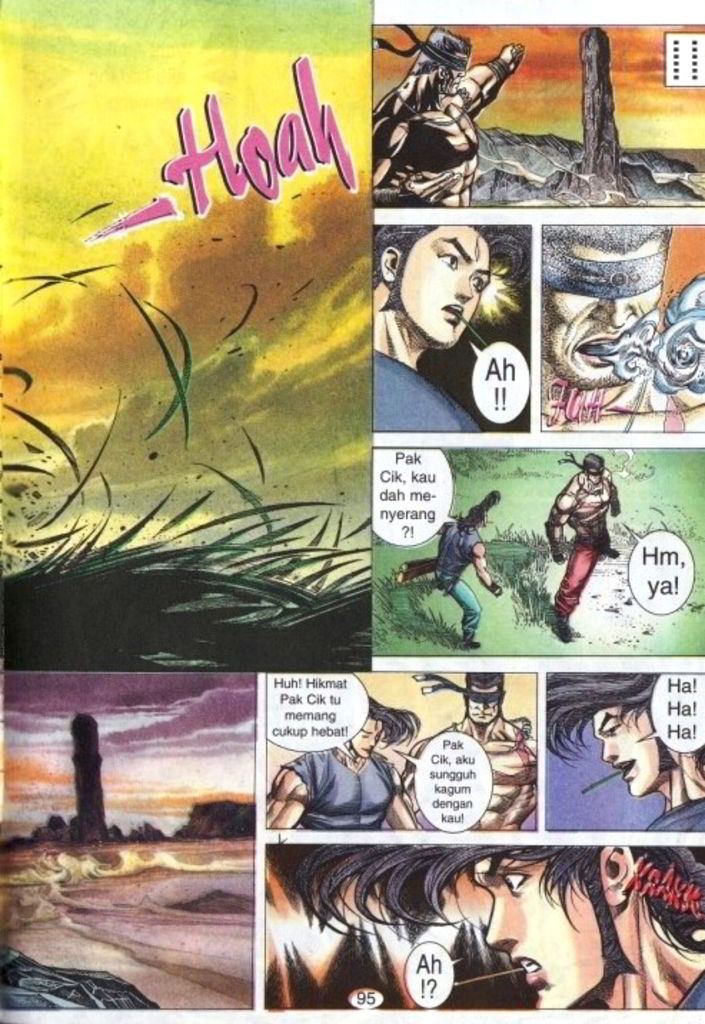 Hoah
Ah
!!
FUH
Pak
Cik, kau
dah me-
nyerang
?!
Hm,
ya!
Huh! Hikmat
Pak Cik tu
memang
cukup hebat!
Pak
Cik, aku
sungguh
kagum
dengan
kau!
Ha!
Ha!
Ha!
KRAKK
Ah
!?
95